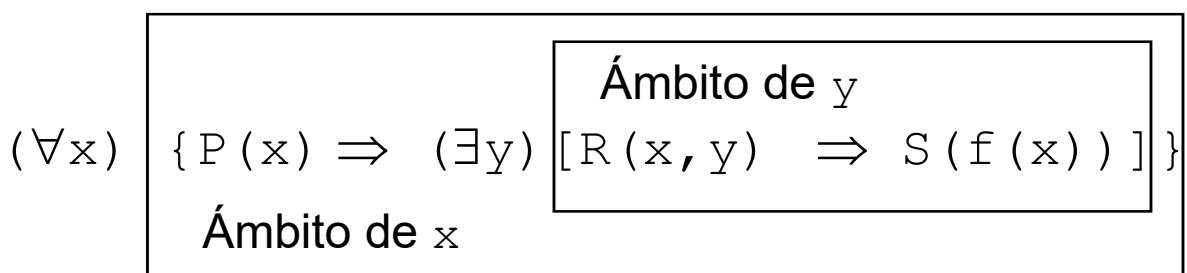 Ámbito de y
(∀x) {P(x) ⇒ (∃y) [R(x,y) ⇒ S(f(x))]}
Ámbito de x